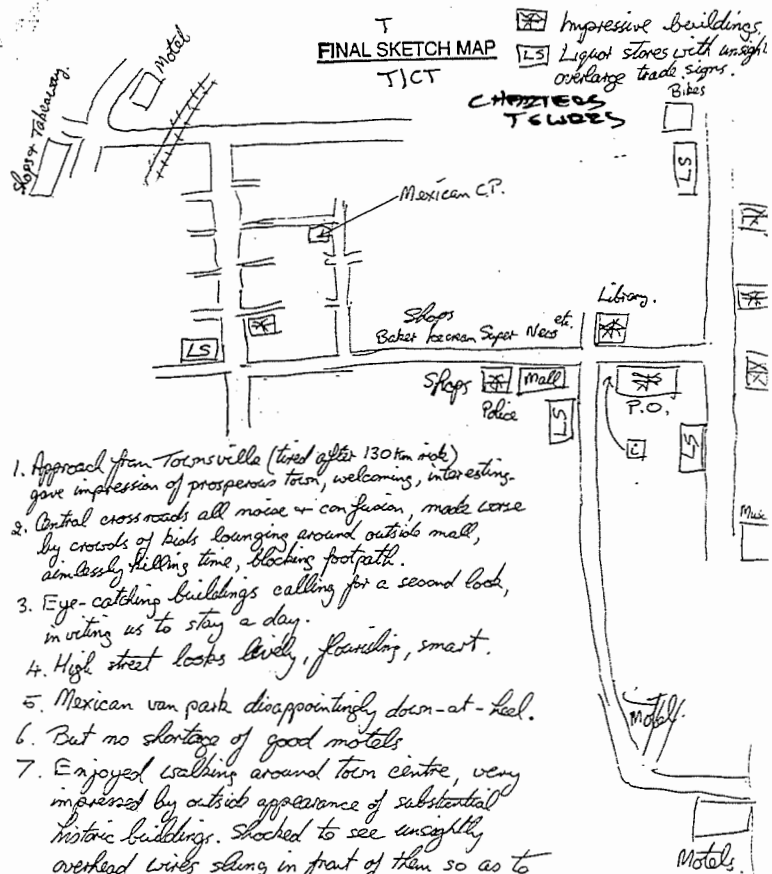 T
FINAL SKETCH MAP
T/CT
CHARTERS
TOWERS
Impressive buildings.
LS Liquor stores with
overlarge trade signs.
Bikes
Motel
Shops & Takeaway.
LS
Mexican C.P.
Library.
Shops
Baker Icecream Super News etc.
LS
Shops
Police
Mall
LS
P.O.
i
LS
1. Approach from Townsville (tired after 130 km ride)
gave impression of prosperous town, welcoming, interesting.
2. Central crossroads all noise & confusion, made worse
by crowds of kids lounging around outside mall,
aimlessly killing time, blocking footpath.
3. Eye-catching buildings calling for a second look,
inviting us to stay a day.
4. High street looks lively, flourishing, smart.
5. Mexican van park disappointingly down-at-heel.
6. But no shortage of good motels
7. Enjoyed walking around town centre, very
impressed by outside appearance of substantial
historic buildings. Shocked to see unsightly
overhead wires slung in front of them so as to
Motel.
Motels.